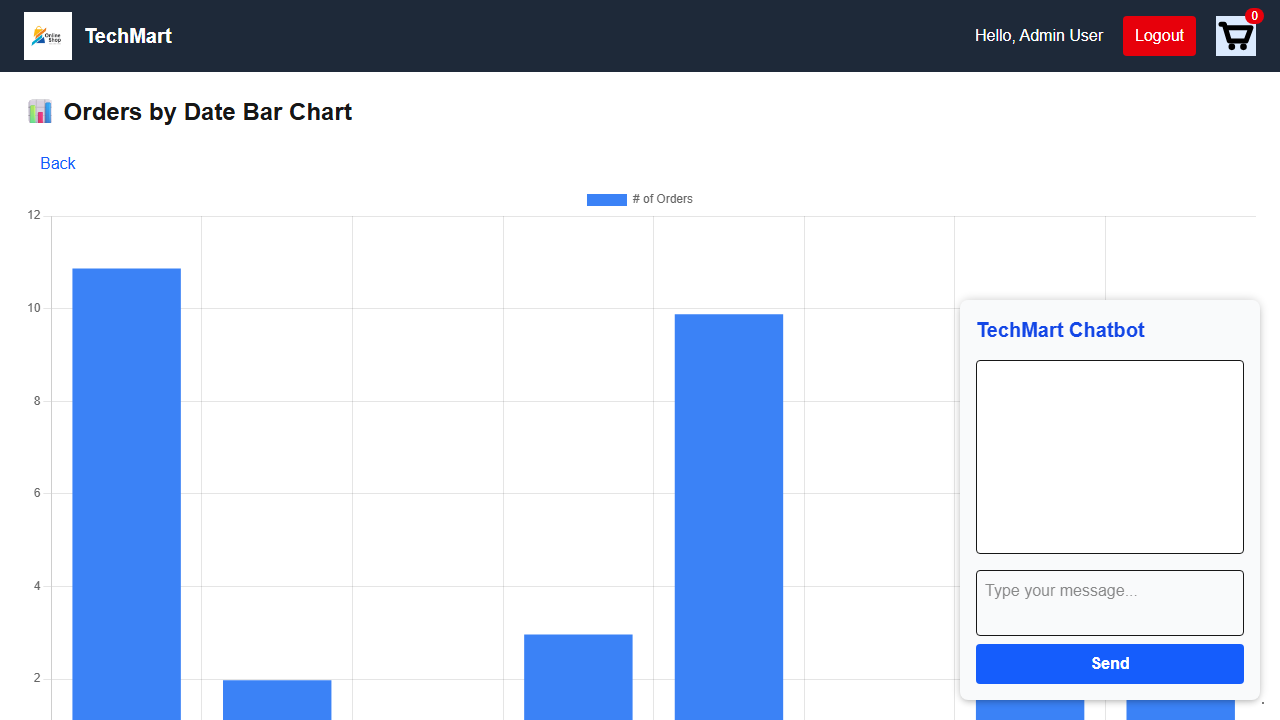 Online
Shop
TechMart
Hello, Admin User
Logout
0
Orders by Date Bar Chart
Back
# of Orders
12
10
8
6
4
2
TechMart Chatbot
Type your message...
Send